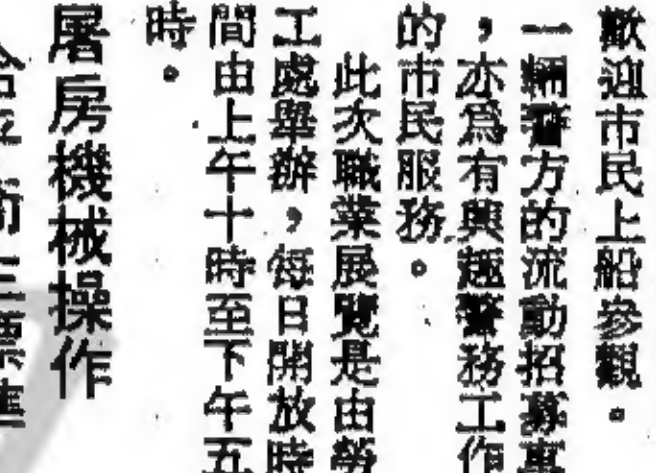 歡迎市民上船參觀。
一輛警方的流動招募車
，亦為有興趣警務工作
的市民服務。
此次職業展覽是由勞
工處舉辦，每日開放時
間由上午十時至下午五
時。
屠房機械操作